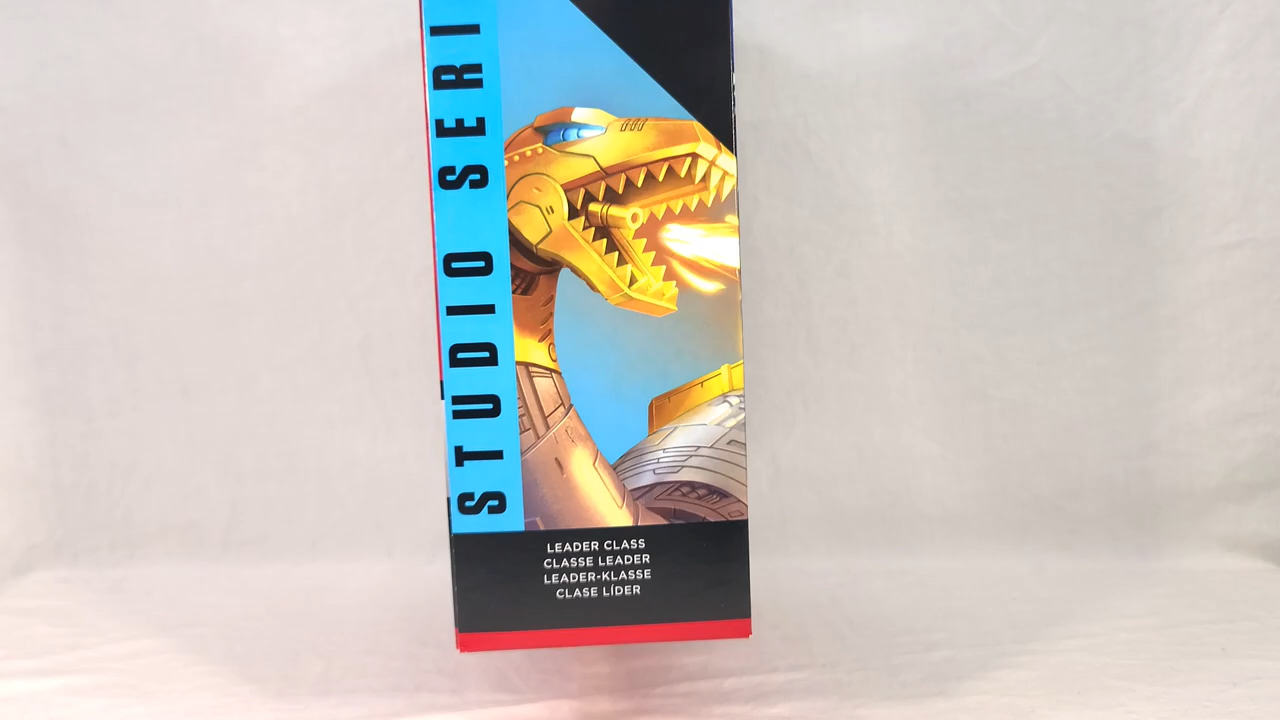 STUDIO SERI
LEADER CLASS
CLASSE LEADER
LEADER-KLASSE
CLASE LÍDER